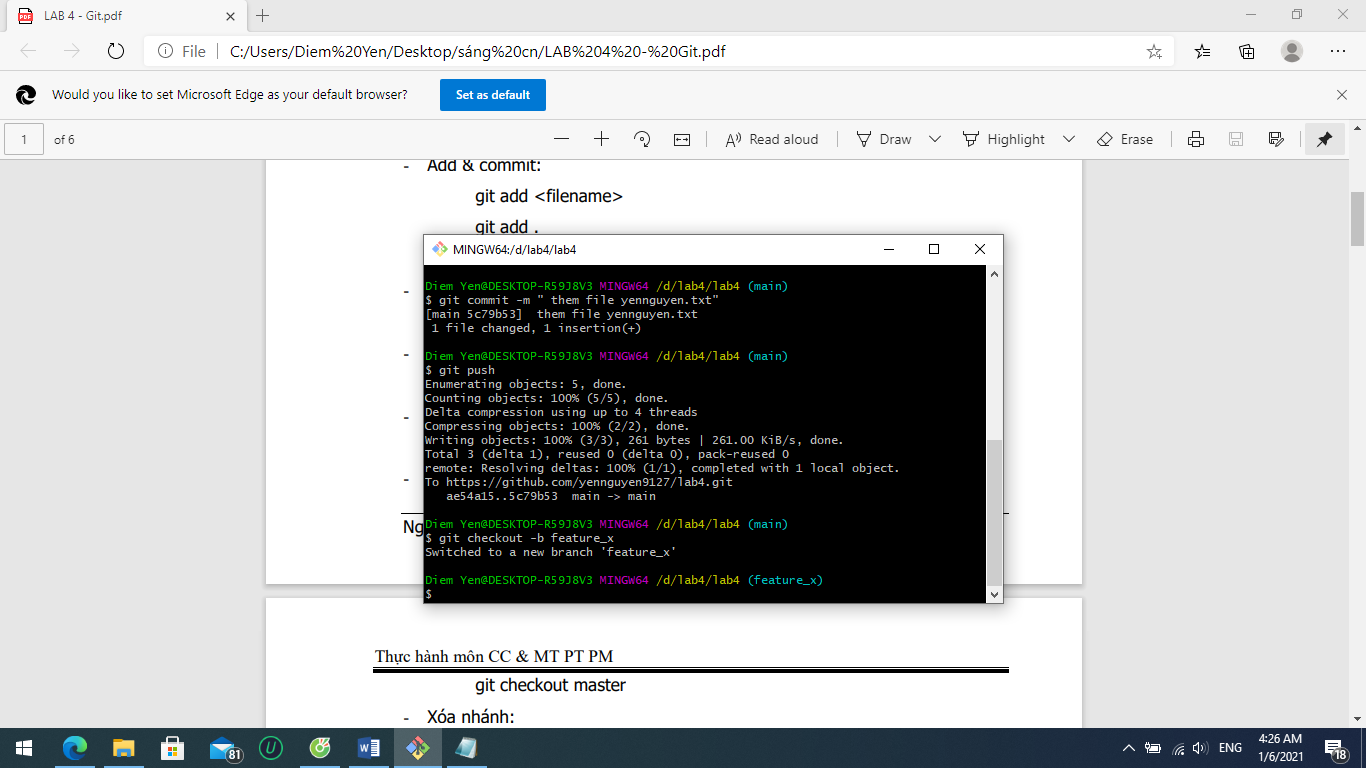 LAB 4 - Git.pdf
File
C:/Users/Diem%20Yen/Desktop/sáng%20cn/LAB%204%20-%20Git.pdf
Would you like to set Microsoft Edge as your default browser?
Set as default
1
of 6
Read aloud
Draw
Highlight
Erase
- Add & commit:
git add <filename>
git add .
MINGW64:/d/lab4/lab4
Diem Yen@DESKTOP-R59J8V3 MINGW64 /d/lab4/lab4 (main)
$ git commit -m " them file yennguyen.txt"
[main 5c79b53]  them file yennguyen.txt
 1 file changed, 1 insertion(+)
Diem Yen@DESKTOP-R59J8V3 MINGW64 /d/lab4/lab4 (main)
$ git push
Enumerating objects: 5, done.
Counting objects: 100% (5/5), done.
Delta compression using up to 4 threads
Compressing objects: 100% (2/2), done.
Writing objects: 100% (3/3), 261 bytes | 261.00 KiB/s, done.
Total 3 (delta 1), reused 0 (delta 0), pack-reused 0
remote: Resolving deltas: 100% (1/1), completed with 1 local object.
To https://github.com/yennguyen9127/lab4.git
   ae54a15..5c79b53  main -> main
Diem Yen@DESKTOP-R59J8V3 MINGW64 /d/lab4/lab4 (main)
$ git checkout -b feature_x
Switched to a new branch 'feature_x'
Diem Yen@DESKTOP-R59J8V3 MINGW64 /d/lab4/lab4 (feature_x)
$
Thực hành môn CC & MT PT PM
git checkout master
- Xóa nhánh:
81
ENG
4:26 AM
1/6/2021
18